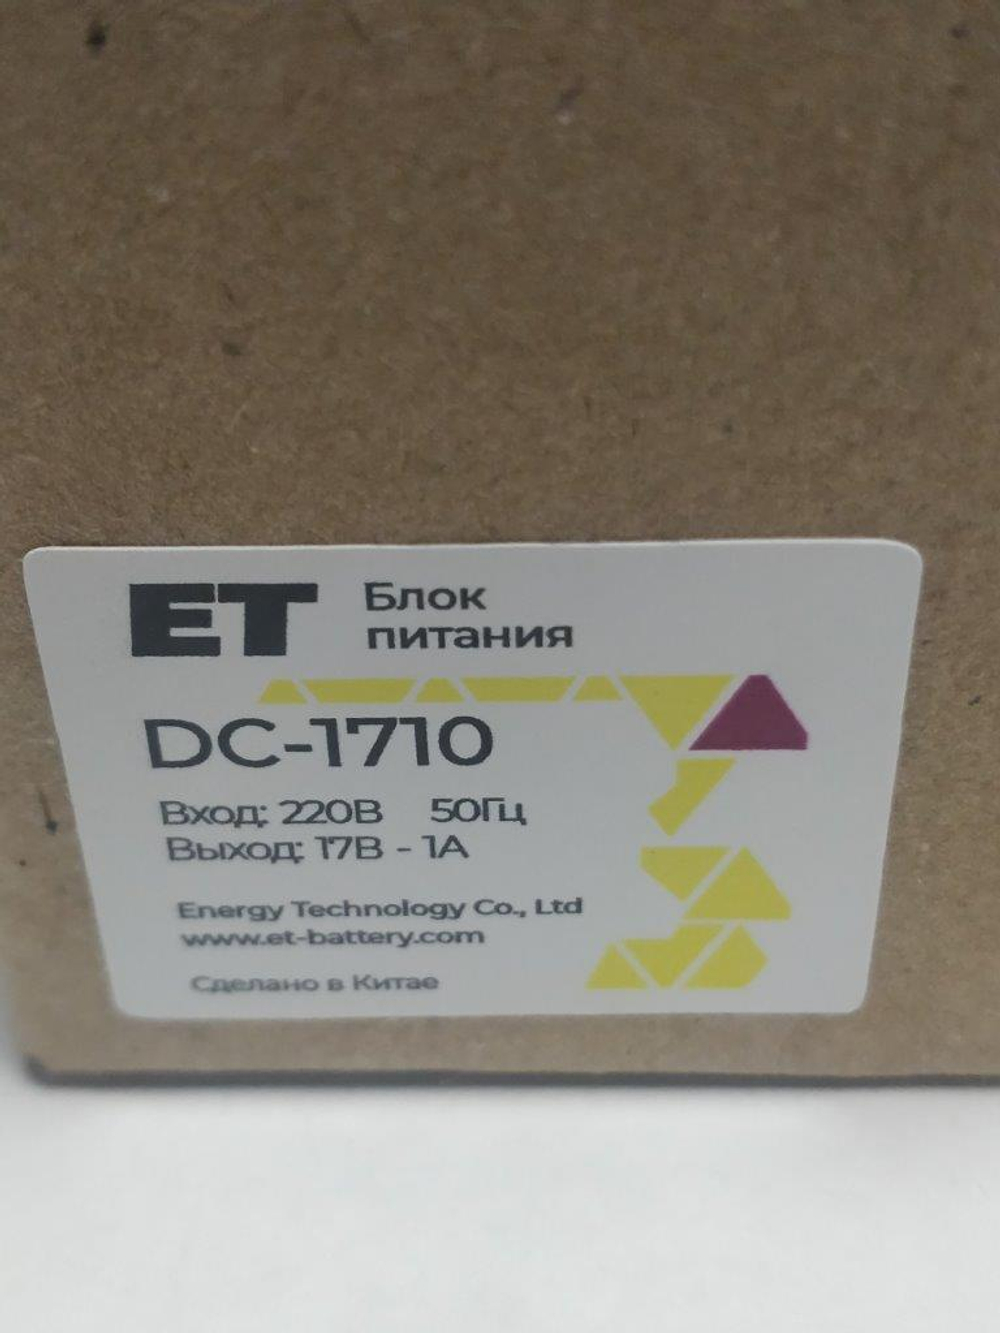 ET
Блок
питания
DC-1710
Вход: 220В 50Гц
Выход: 17В - 1А
Energy Technology Co., Ltd
www.et-battery.com
Сделано в Китае